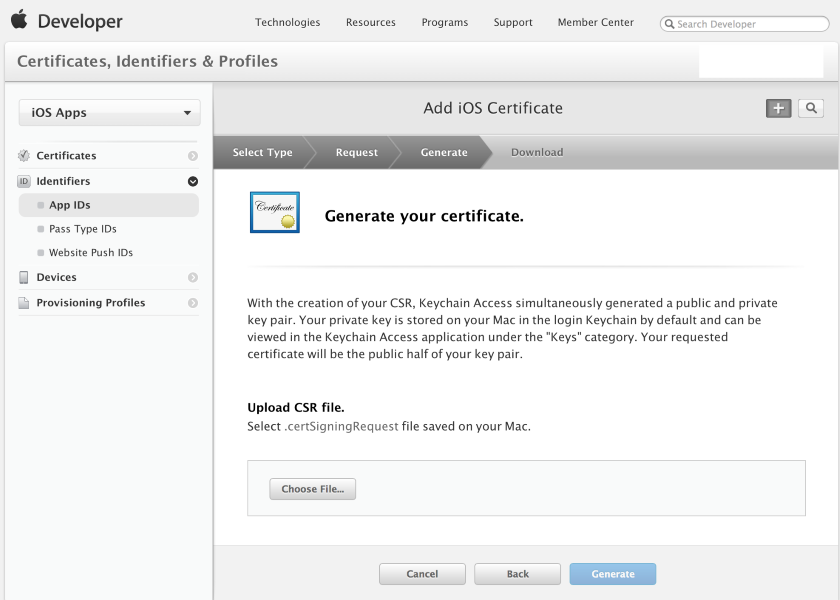 Developer
Technologies Resources Programs Support Member Center Search Developer
Certificates, Identifiers & Profiles
iOS Apps
Add iOS Certificate
Select Type Request Generate Download
Certificates
ID Identifiers
App IDs
Pass Type IDs
Website Push IDs
Devices
Provisioning Profiles
Certificate
Generate your certificate.
With the creation of your CSR, Keychain Access simultaneously generated a public and private
key pair. Your private key is stored on your Mac in the login Keychain by default and can be
viewed in the Keychain Access application under the "Keys" category. Your requested
certificate will be the public half of your key pair.
Upload CSR file.
Select .certSigningRequest file saved on your Mac.
Choose File...
Cancel Back Generate